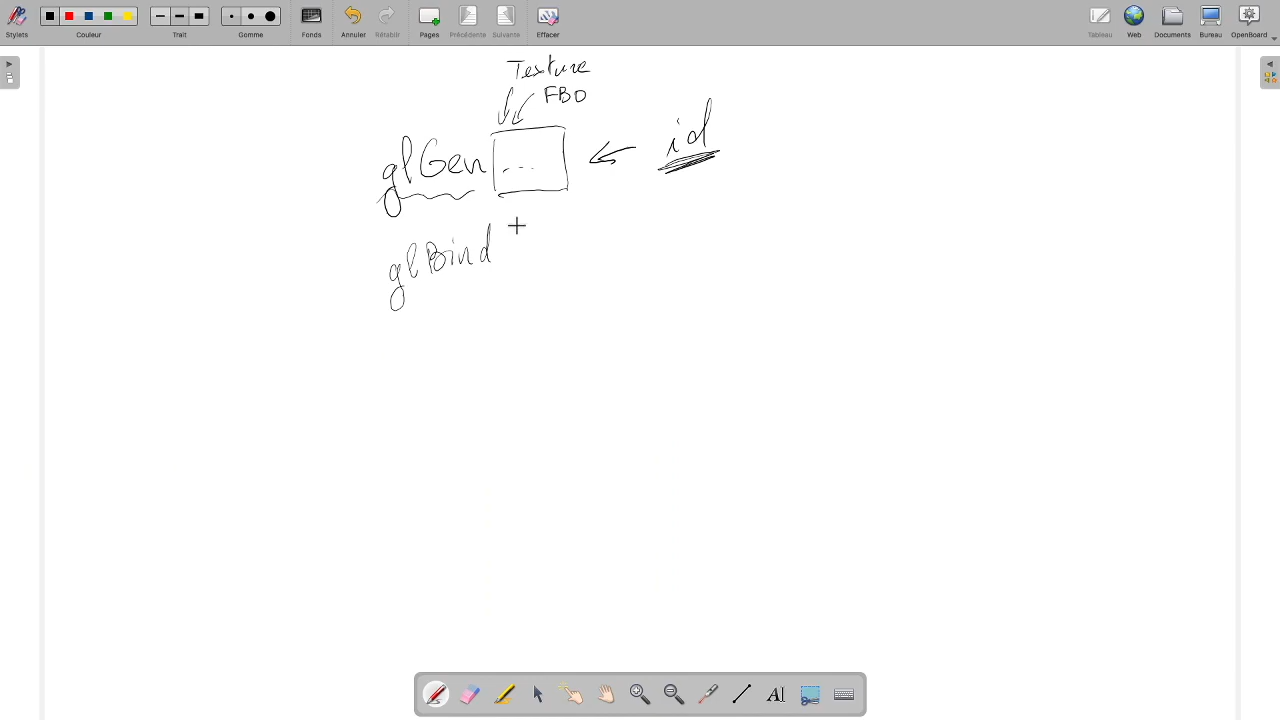 Stylets Couleur Trait Gomme Fonds Annuler Rétablir Pages Précédente Suivante Effacer Tableau Web Documents Bureau OpenBoard
Texture
FBO
glGen ... ← id
glBind
AI